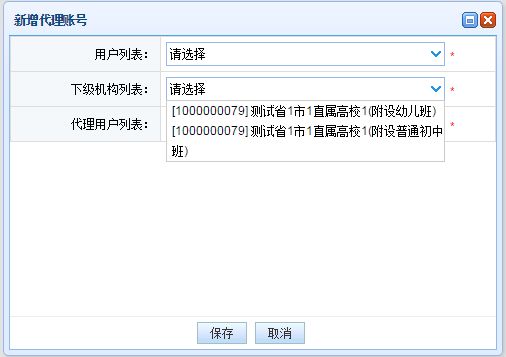 新增代理账号
用户列表： 请选择 *
下级机构列表： 请选择 *
[1000000079]测试省1市1直属高校1(附设幼儿班)
代理用户列表： *
[1000000079]测试省1市1直属高校1(附设普通初中
班)
保存 取消